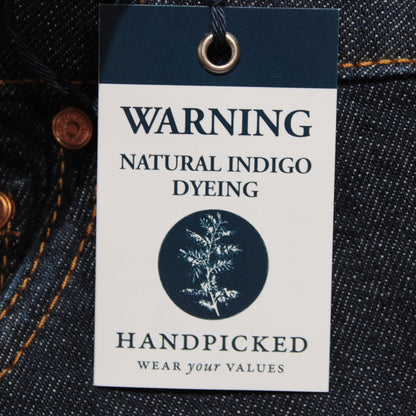 WARNING
NATURAL INDIGO
DYEING
HANDPICKED
WEAR your VALUES